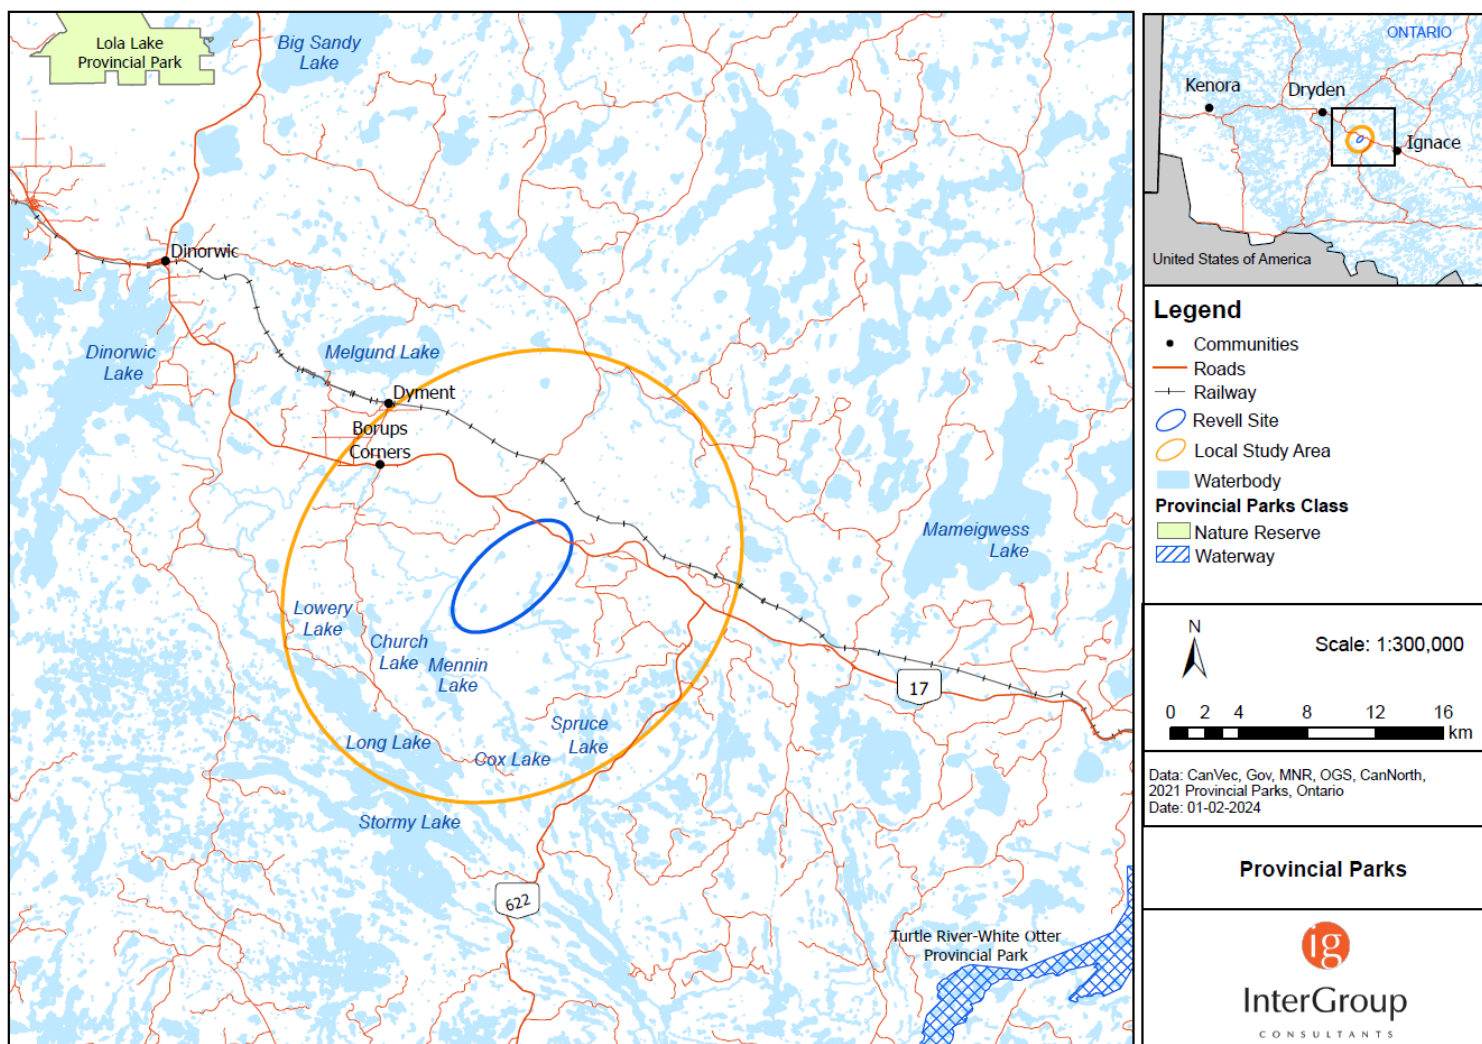 Lola Lake
Provincial Park
Big Sandy
Lake
Dinorwic
Dinorwic
Lake
Melgund Lake
Dyment
Borups
Corners
Mameigwess
Lake
Lowery
Lake
Church
Lake
Mennin
Lake
17
Spruce
Lake
Long Lake
Cox Lake
Stormy Lake
622
Turtle River-White Otter
Provincial Park
ONTARIO
Kenora
Dryden
Ignace
United States of America
Legend
Communities
Roads
Railway
Revell Site
Local Study Area
Waterbody
Provincial Parks Class
Nature Reserve
Waterway
N
Scale: 1:300,000
0 2 4 8 12 16
km
Data: CanVec, Gov, MNR, OGS, CanNorth,
2021 Provincial Parks, Ontario
Date: 01-02-2024
Provincial Parks
ig
InterGroup
CONSULTANTS